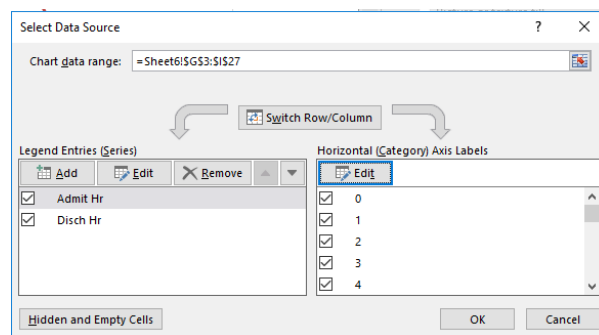 Select Data Source
? ×
Chart data range: =Sheet6!$G$3:$I$27
Switch Row/Column
Legend Entries (Series)
Add Edit Remove
Admit Hr
Disch Hr
Horizontal (Category) Axis Labels
Edit
0
1
2
3
4
Hidden and Empty Cells
OK Cancel